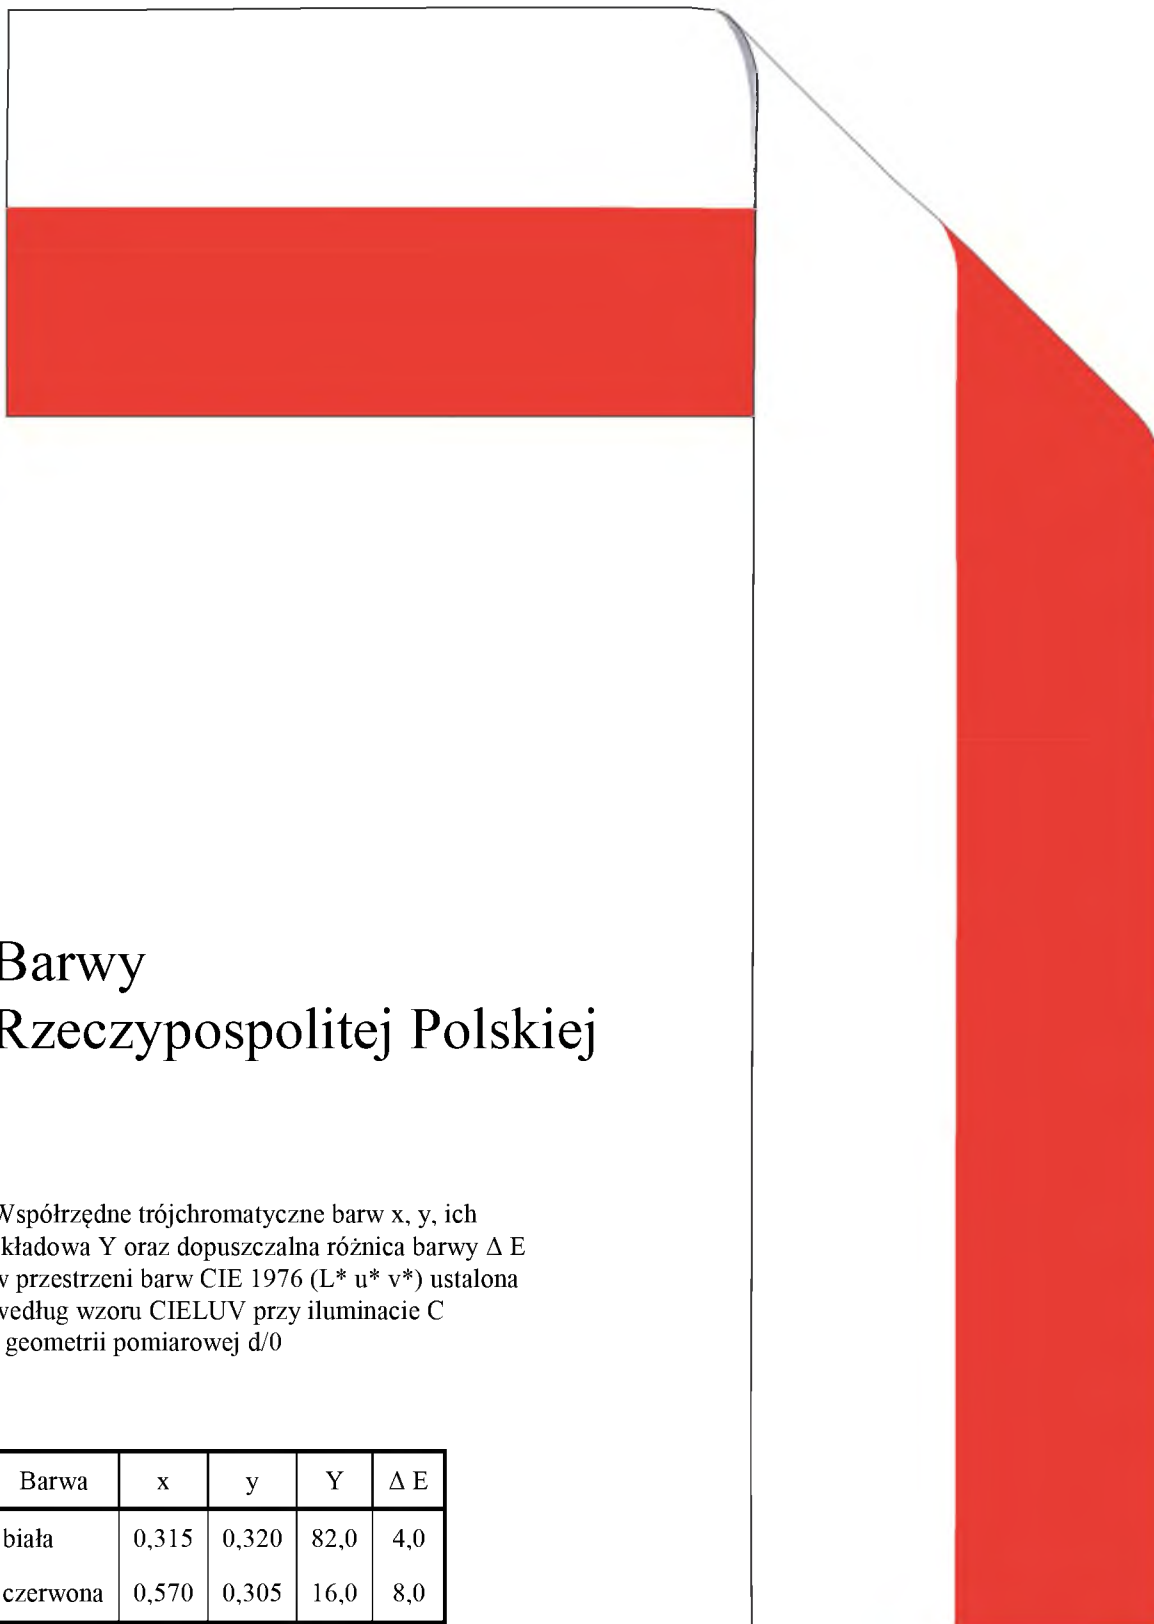 Barwy
Rzeczypospolitej Polskiej
Współrzędne trójchromatyczne barw x, y, ich
kładowa Y oraz dopuszczalna różnica barwy Δ E
w przestrzeni barw CIE 1976 (L* u* v*) ustalona
według wzoru CIELUV przy iluminacie C
geometrii pomiarowej d/0
Barwa x y Y Δ E
biała 0,315 0,320 82,0 4,0
czerwona 0,570 0,305 16,0 8,0